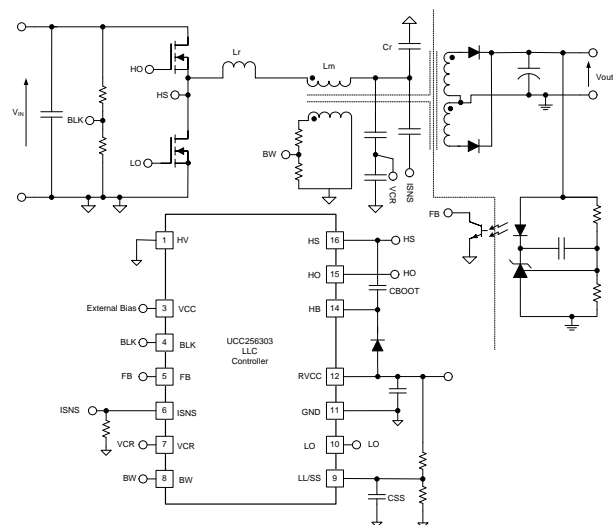 Lr
Lm
Cr
HO
HS
VIN
BLK
LO
BW
VCR
ISNS
Vout
FB
1 HV
16 HS
HS
15 HO
HO
CBOOT
14 HB
External Bias
3 VCC
UCC256303
LLC
Controller
BLK
4 BLK
FB
5 FB
12 RVCC
ISNS
6 ISNS
11 GND
VCR
7 VCR
10 LO
LO
BW
8 BW
9 LL/SS
CSS